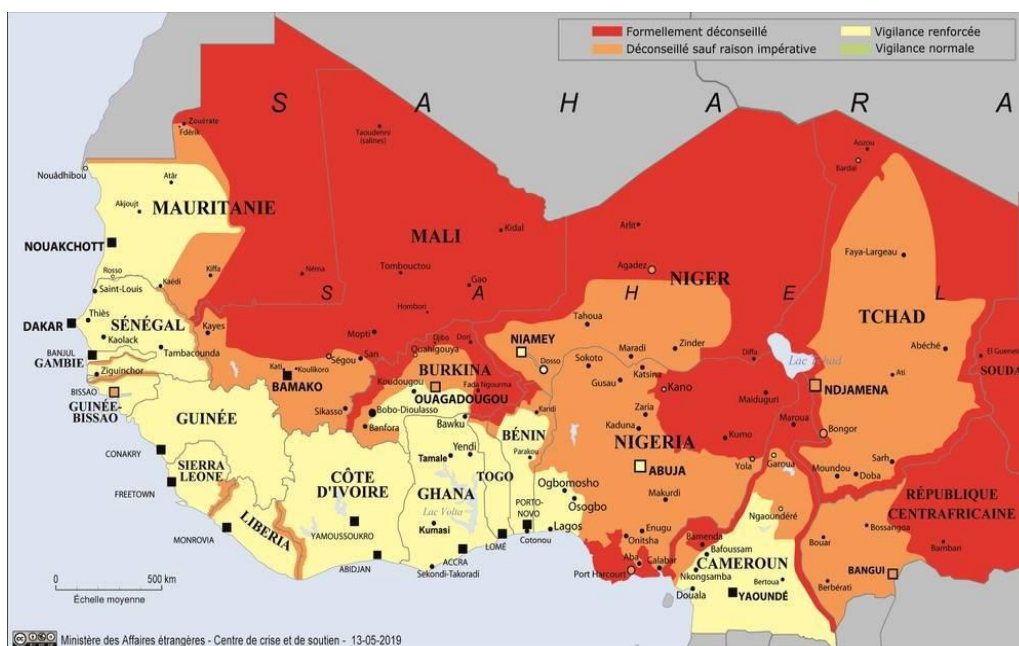 Formellement déconseillé
Déconseillé sauf raison impérative
Vigilance renforcée
Vigilance normale
S A H A R A
Zouérate
Fdérik
Taoudenni
(salines)
Aozou
Bardaï
Nouâdhibou
Atâr
Akjoujt
MAURITANIE
MALI
Kidal
Arlit
NOUAKCHOTT
Faya-Largeau
Rosso
Kiffa
Néma
Tombouctou
Agadez
NIGER
Saint-Louis
Kaédi
Gao
S A H E L
Hombori
Thiès
DAKAR
SÉNÉGAL
Kaolack
Kayes
Mopti
Djibo
Dori
Tahoua
TCHAD
BANJUL
GAMBIE
Tambacounda
Ségou
San
Ouahigouya
NIAMEY
Maradi
Zinder
Diffa
Lac Tchad
Abéché
El Gueneina
SOUDA
Ziguinchor
Kati
Koulikoro
BAMAKO
BURKINA
Dosso
Sokoto
Katsina
Ati
BISSAO
GUINÉE-
BISSAO
Koudougou
OUAGADOUGOU
Fada Ngourma
Gusau
Kano
Maiduguri
NDJAMENA
Sikasso
Bobo-Dioulasso
Banfora
Bawku
Kandi
Zaria
Kaduna
Maroua
Bongor
GUINÉE
BÉNIN
NIGERIA
Kumo
Yendi
Tamale
Parakou
ABUJA
Yola
Garoua
Moundou
Doba
Sarh
CONAKRY
SIERRA
LEONE
CÔTE
D'IVOIRE
GHANA
TOGO
Ogbomosho
Osogbo
Makurdi
RÉPUBLIQUE
CENTRAFRICAINE
FREETOWN
Lac Volta
PORTO-
NOVO
Ngaoundéré
LIBERIA
YAMOUSSOUKRO
Kumasi
Lagos
Enugu
Onitsha
Bamenda
Bossangoa
MONROVIA
ABIDJAN
ACCRA
LOMÉ
Cotonou
Aba
Calabar
Bafoussam
CAMEROUN
Bouar
Bambari
Sekondi-Takoradi
Port Harcourt
Nkongsamba
Bertoua
BANGUI
Douala
YAOUNDÉ
Berbérati
0 500 km
Échelle moyenne
cc BY NC SA Ministère des Affaires étrangères - Centre de crise et de soutien - 13-05-2019